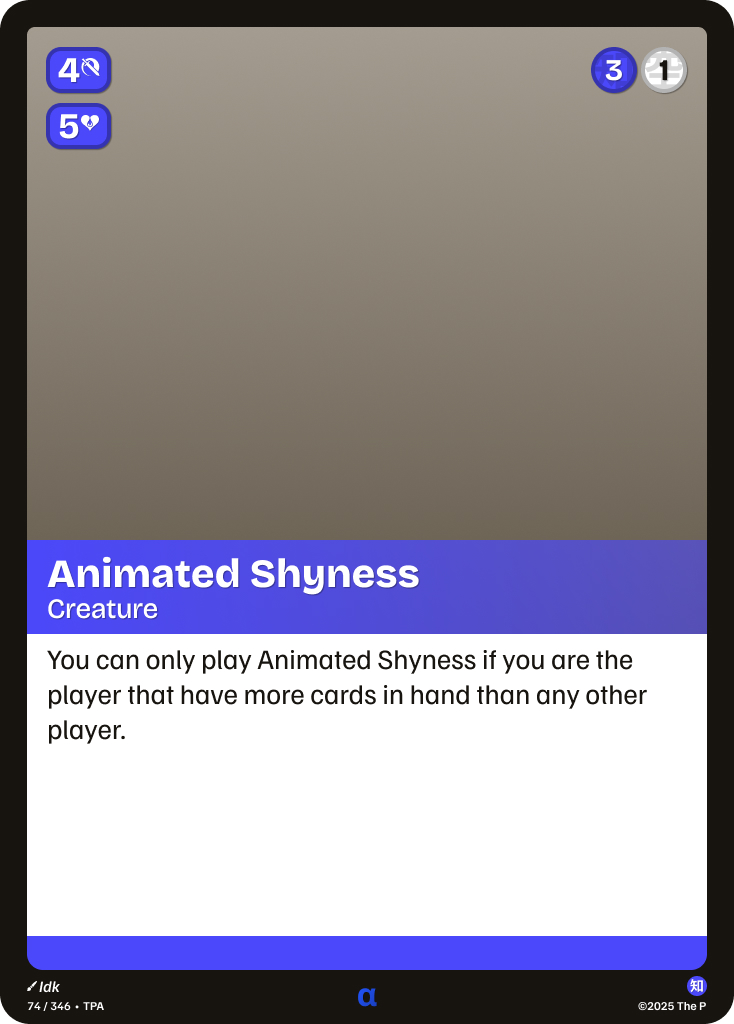 4
3 1
5
Animated Shyness
Creature
You can only play Animated Shyness if you are the
player that have more cards in hand than any other
player.
Idk
74 / 346 • TPA
α
知
©2025 The P